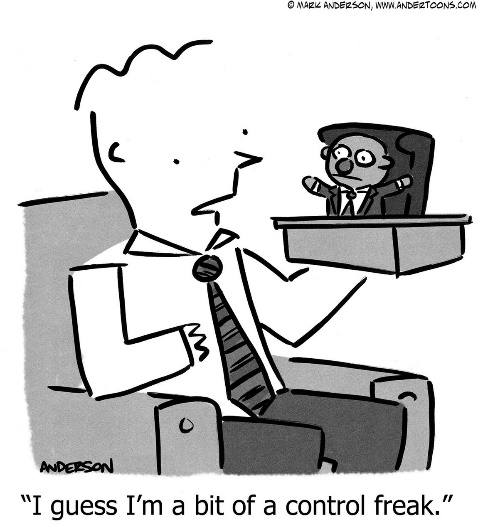 © MARK ANDERSON, WWW.ANDERTOONS.COM
ANDERSON
“I guess I’m a bit of a control freak.”